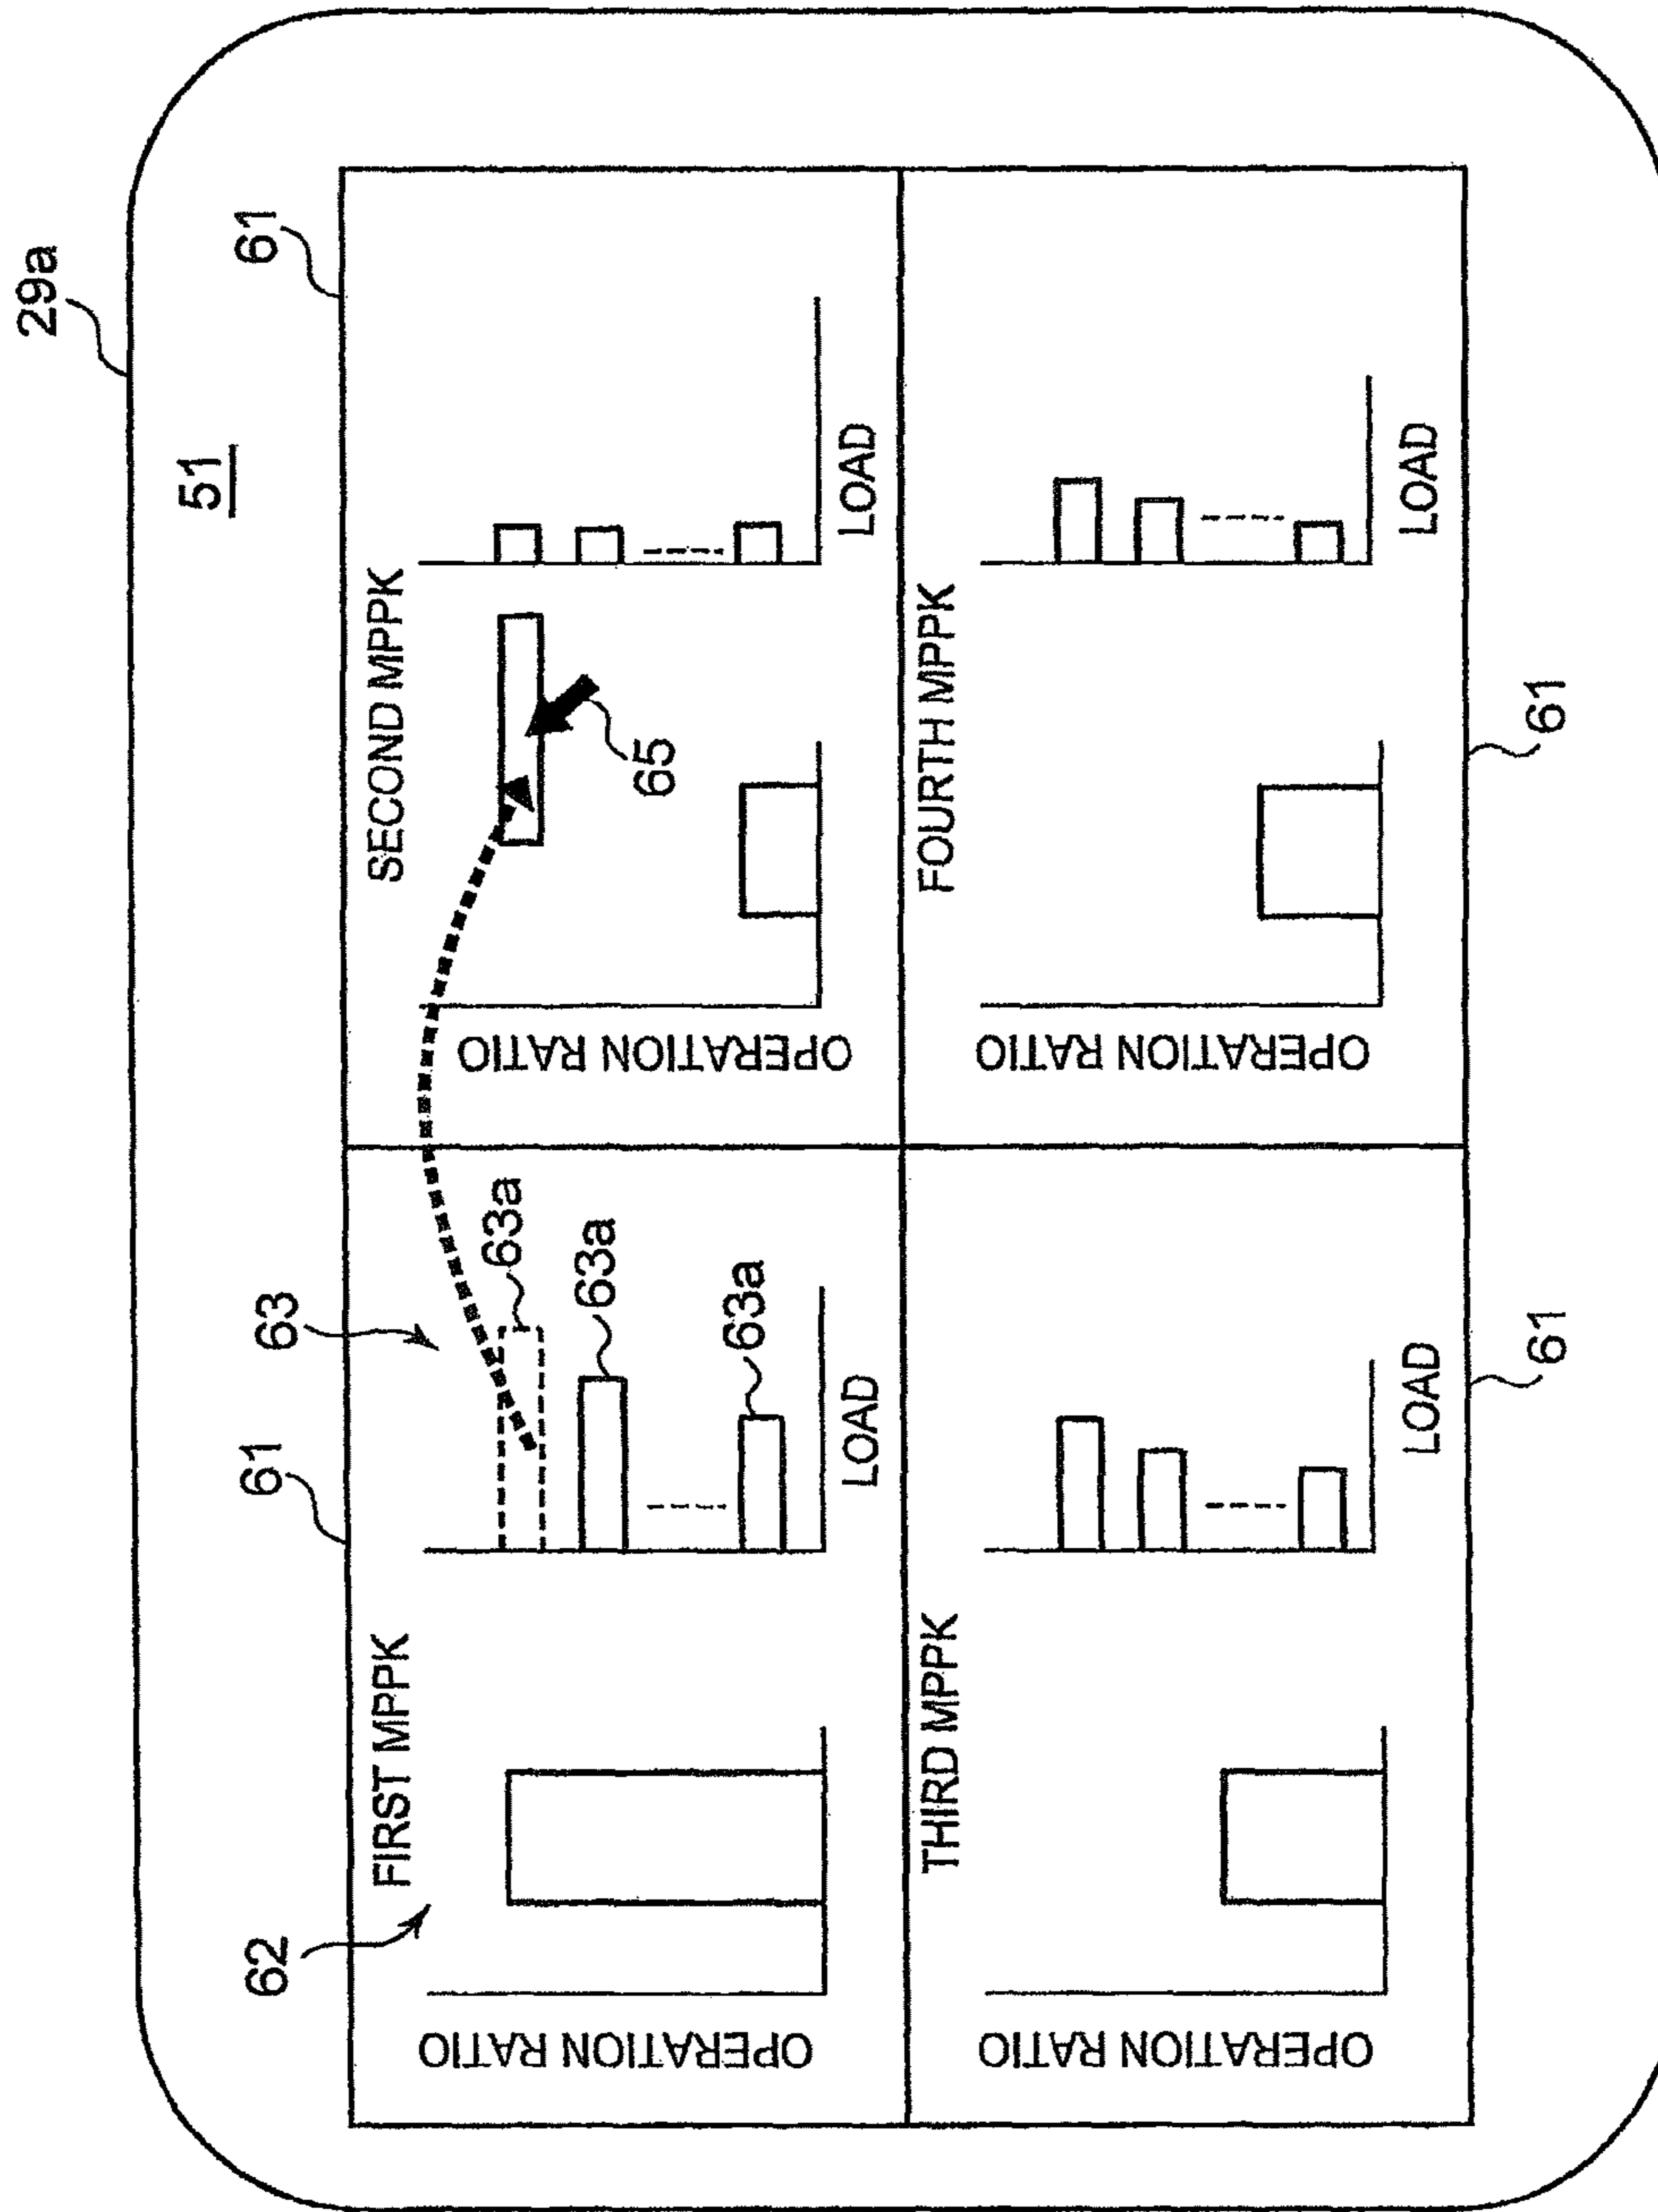 29a
51
61
61
62
63
FIRST MPPK
SECOND MPPK
63a
63a
63a
65
OPERATION RATIO
LOAD
OPERATION RATIO
LOAD
THIRD MPPK
FOURTH MPPK
OPERATION RATIO
LOAD
OPERATION RATIO
LOAD
61
61